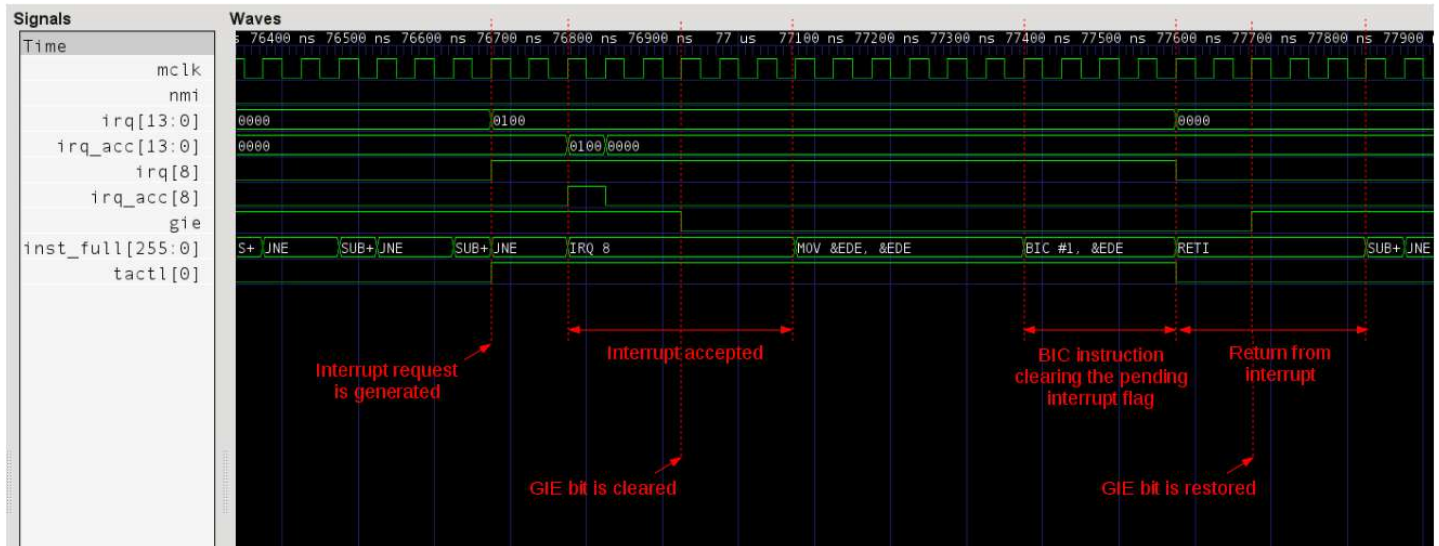 Signals
Waves
Time
s 76400 ns 76500 ns 76600 ns 76700 ns 76800 ns 76900 ns 77 us 77100 ns 77200 ns 77300 ns 77400 ns 77500 ns 77600 ns 77700 ns 77800 ns 77900
mclk
nmi
irq[13:0] 0000 0100 0000
irq_acc[13:0] 0000 0100 0000
irq[8]
irq_acc[8]
gie
inst_full[255:0] S+ JNE SUB+ JNE SUB+ JNE IRQ 8 MOV &EDE, &EDE BIC #1, &EDE RETI SUB+ JNE
tactl[0]
Interrupt request
is generated
Interrupt accepted
BIC instruction
clearing the pending
interrupt flag
Return from
interrupt
GIE bit is cleared
GIE bit is restored